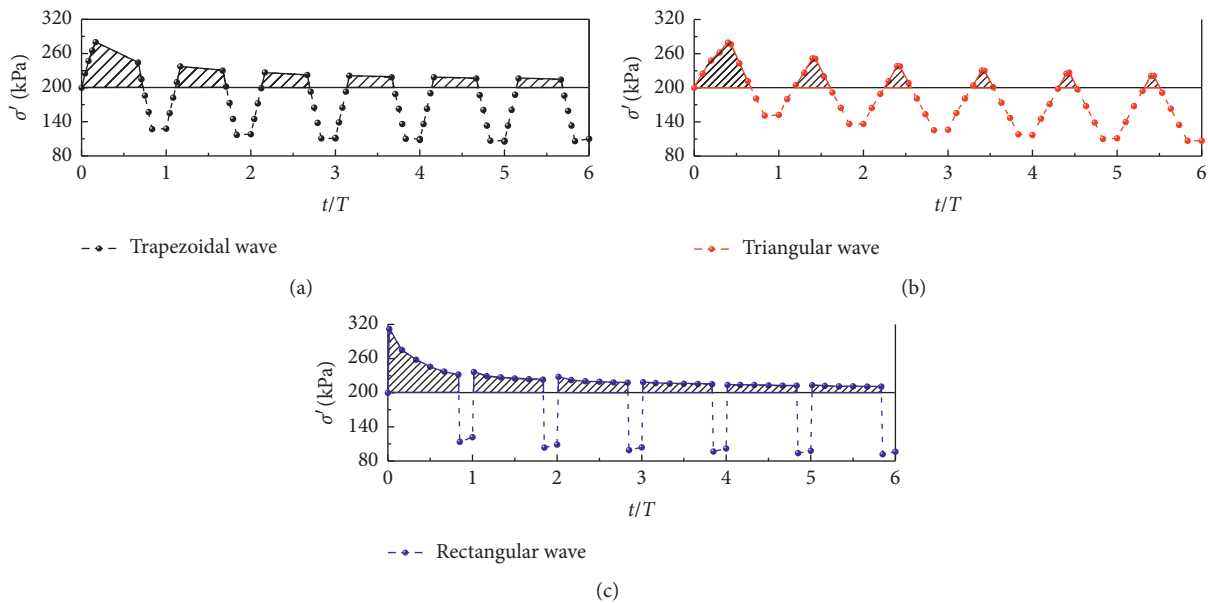 320
260
200
140
80
σ′ (kPa)
0 1 2 3 4 5 6
t/T
Trapezoidal wave
(a)
320
260
200
140
80
σ′ (kPa)
0 1 2 3 4 5 6
t/T
Triangular wave
(b)
320
260
200
140
80
σ′ (kPa)
0 1 2 3 4 5 6
t/T
Rectangular wave
(c)